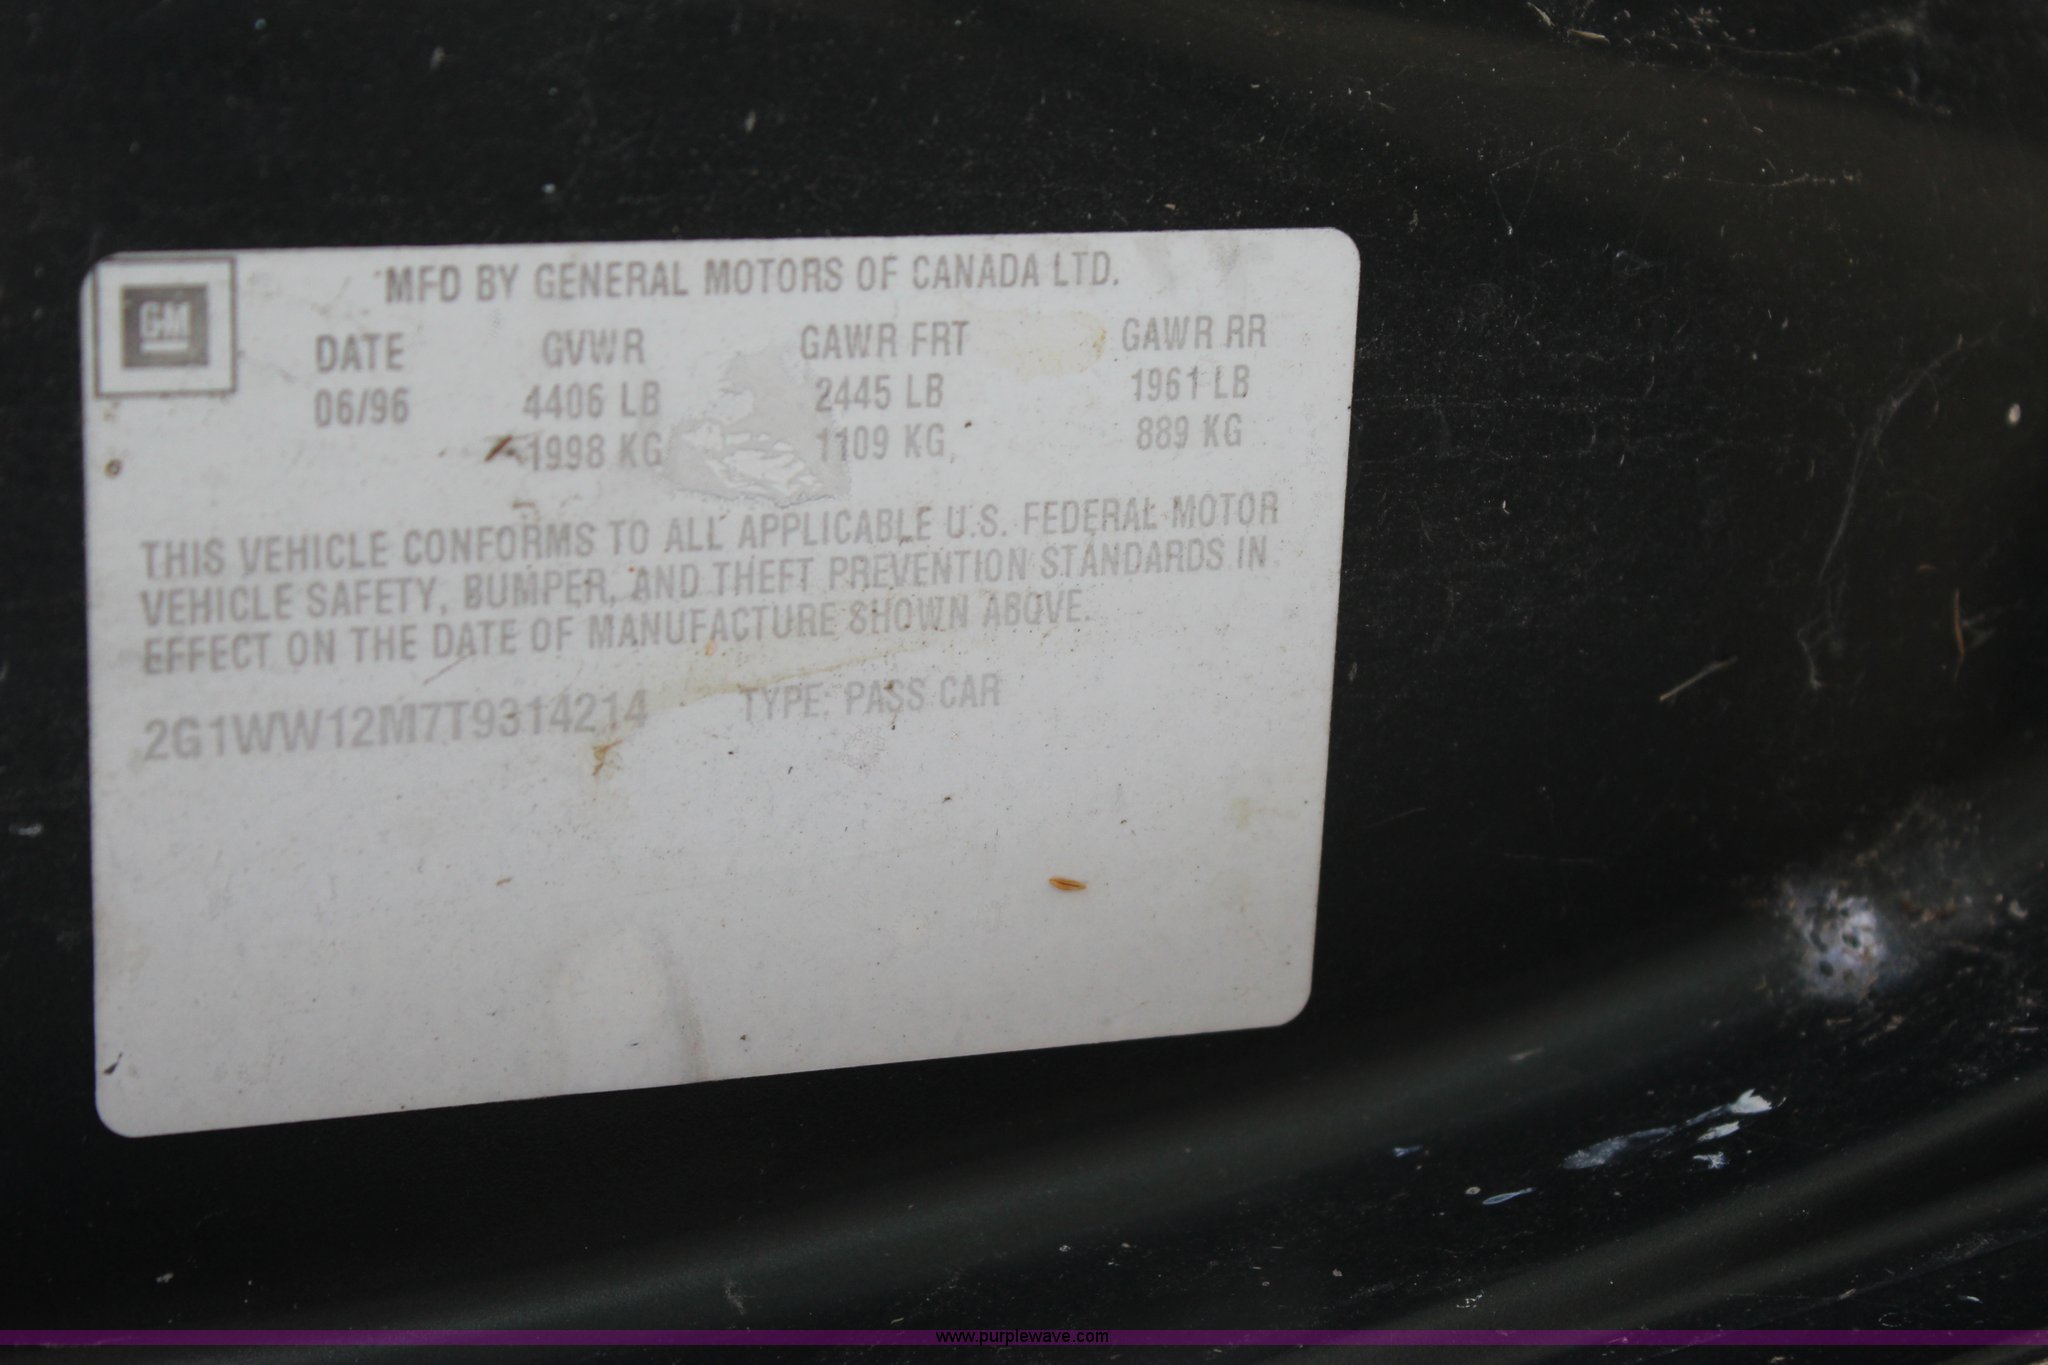 GM
MFD BY GENERAL MOTORS OF CANADA LTD.
DATE GVWR GAWR FRT GAWR RR
06/96 4406 LB 2445 LB 1961 LB
1998 KG 1109 KG 889 KG
THIS VEHICLE CONFORMS TO ALL APPLICABLE U.S. FEDERAL MOTOR
VEHICLE SAFETY, BUMPER, AND THEFT PREVENTION STANDARDS IN
EFFECT ON THE DATE OF MANUFACTURE SHOWN ABOVE.
2G1WW12M7T9314214 TYPE: PASS CAR
www.purplewave.com